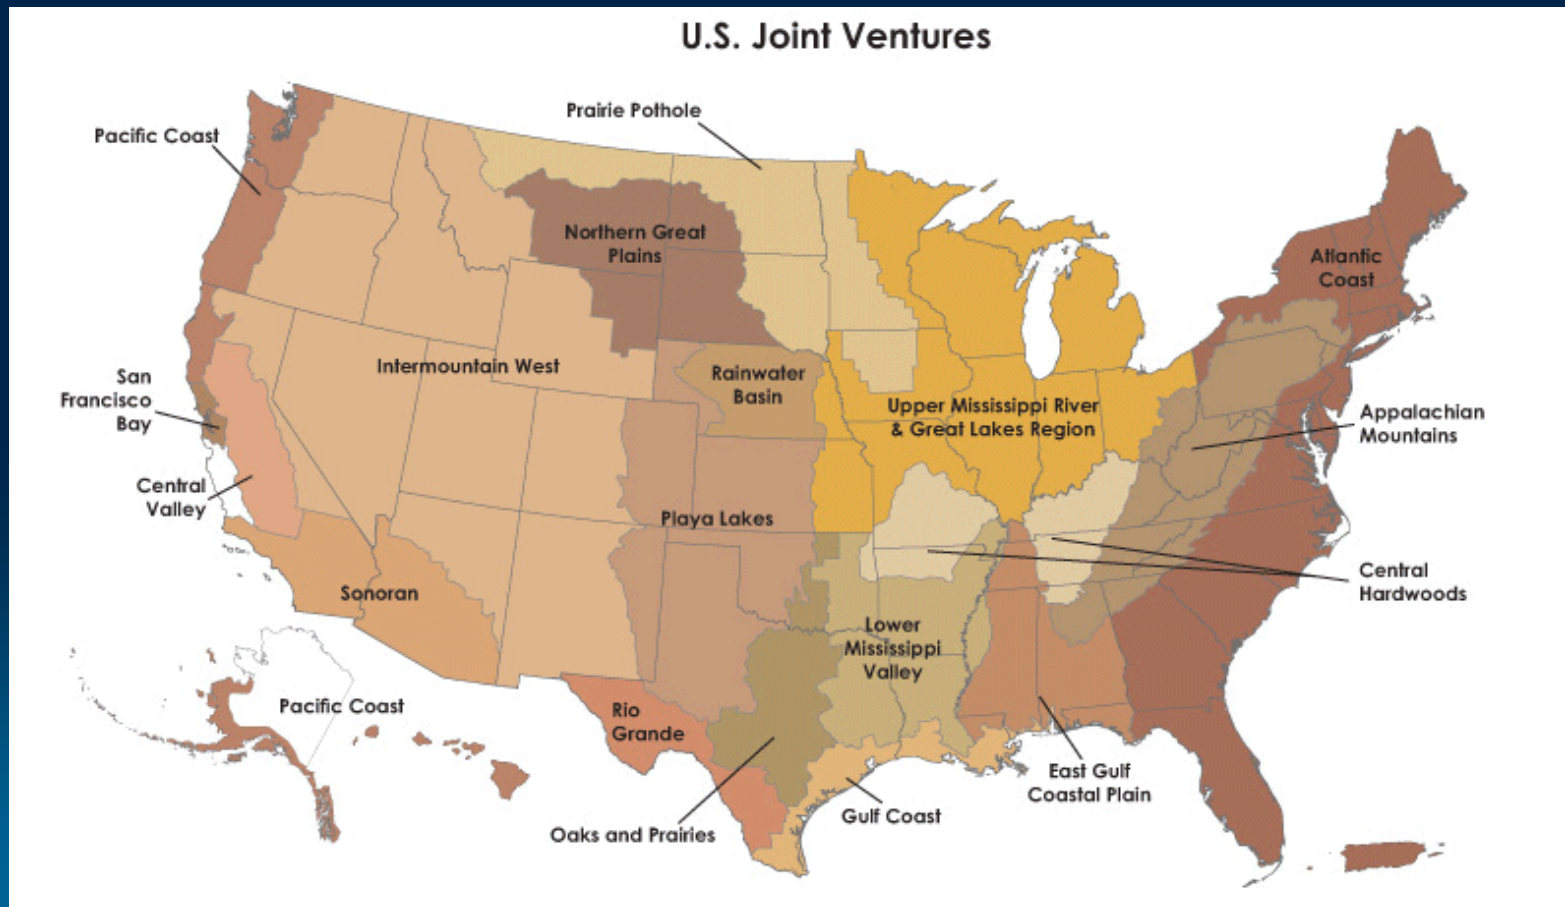 U.S. Joint Ventures
Prairie Pothole
Pacific Coast
Northern Great
Plains
Atlantic
Coast
Intermountain West
Rainwater
Basin
San
Francisco
Bay
Upper Mississippi River
& Great Lakes Region
Appalachian
Mountains
Central
Valley
Playa Lakes
Central
Hardwoods
Sonoran
Lower
Mississippi
Valley
Pacific Coast
Rio
Grande
East Gulf
Coastal Plain
Gulf Coast
Oaks and Prairies